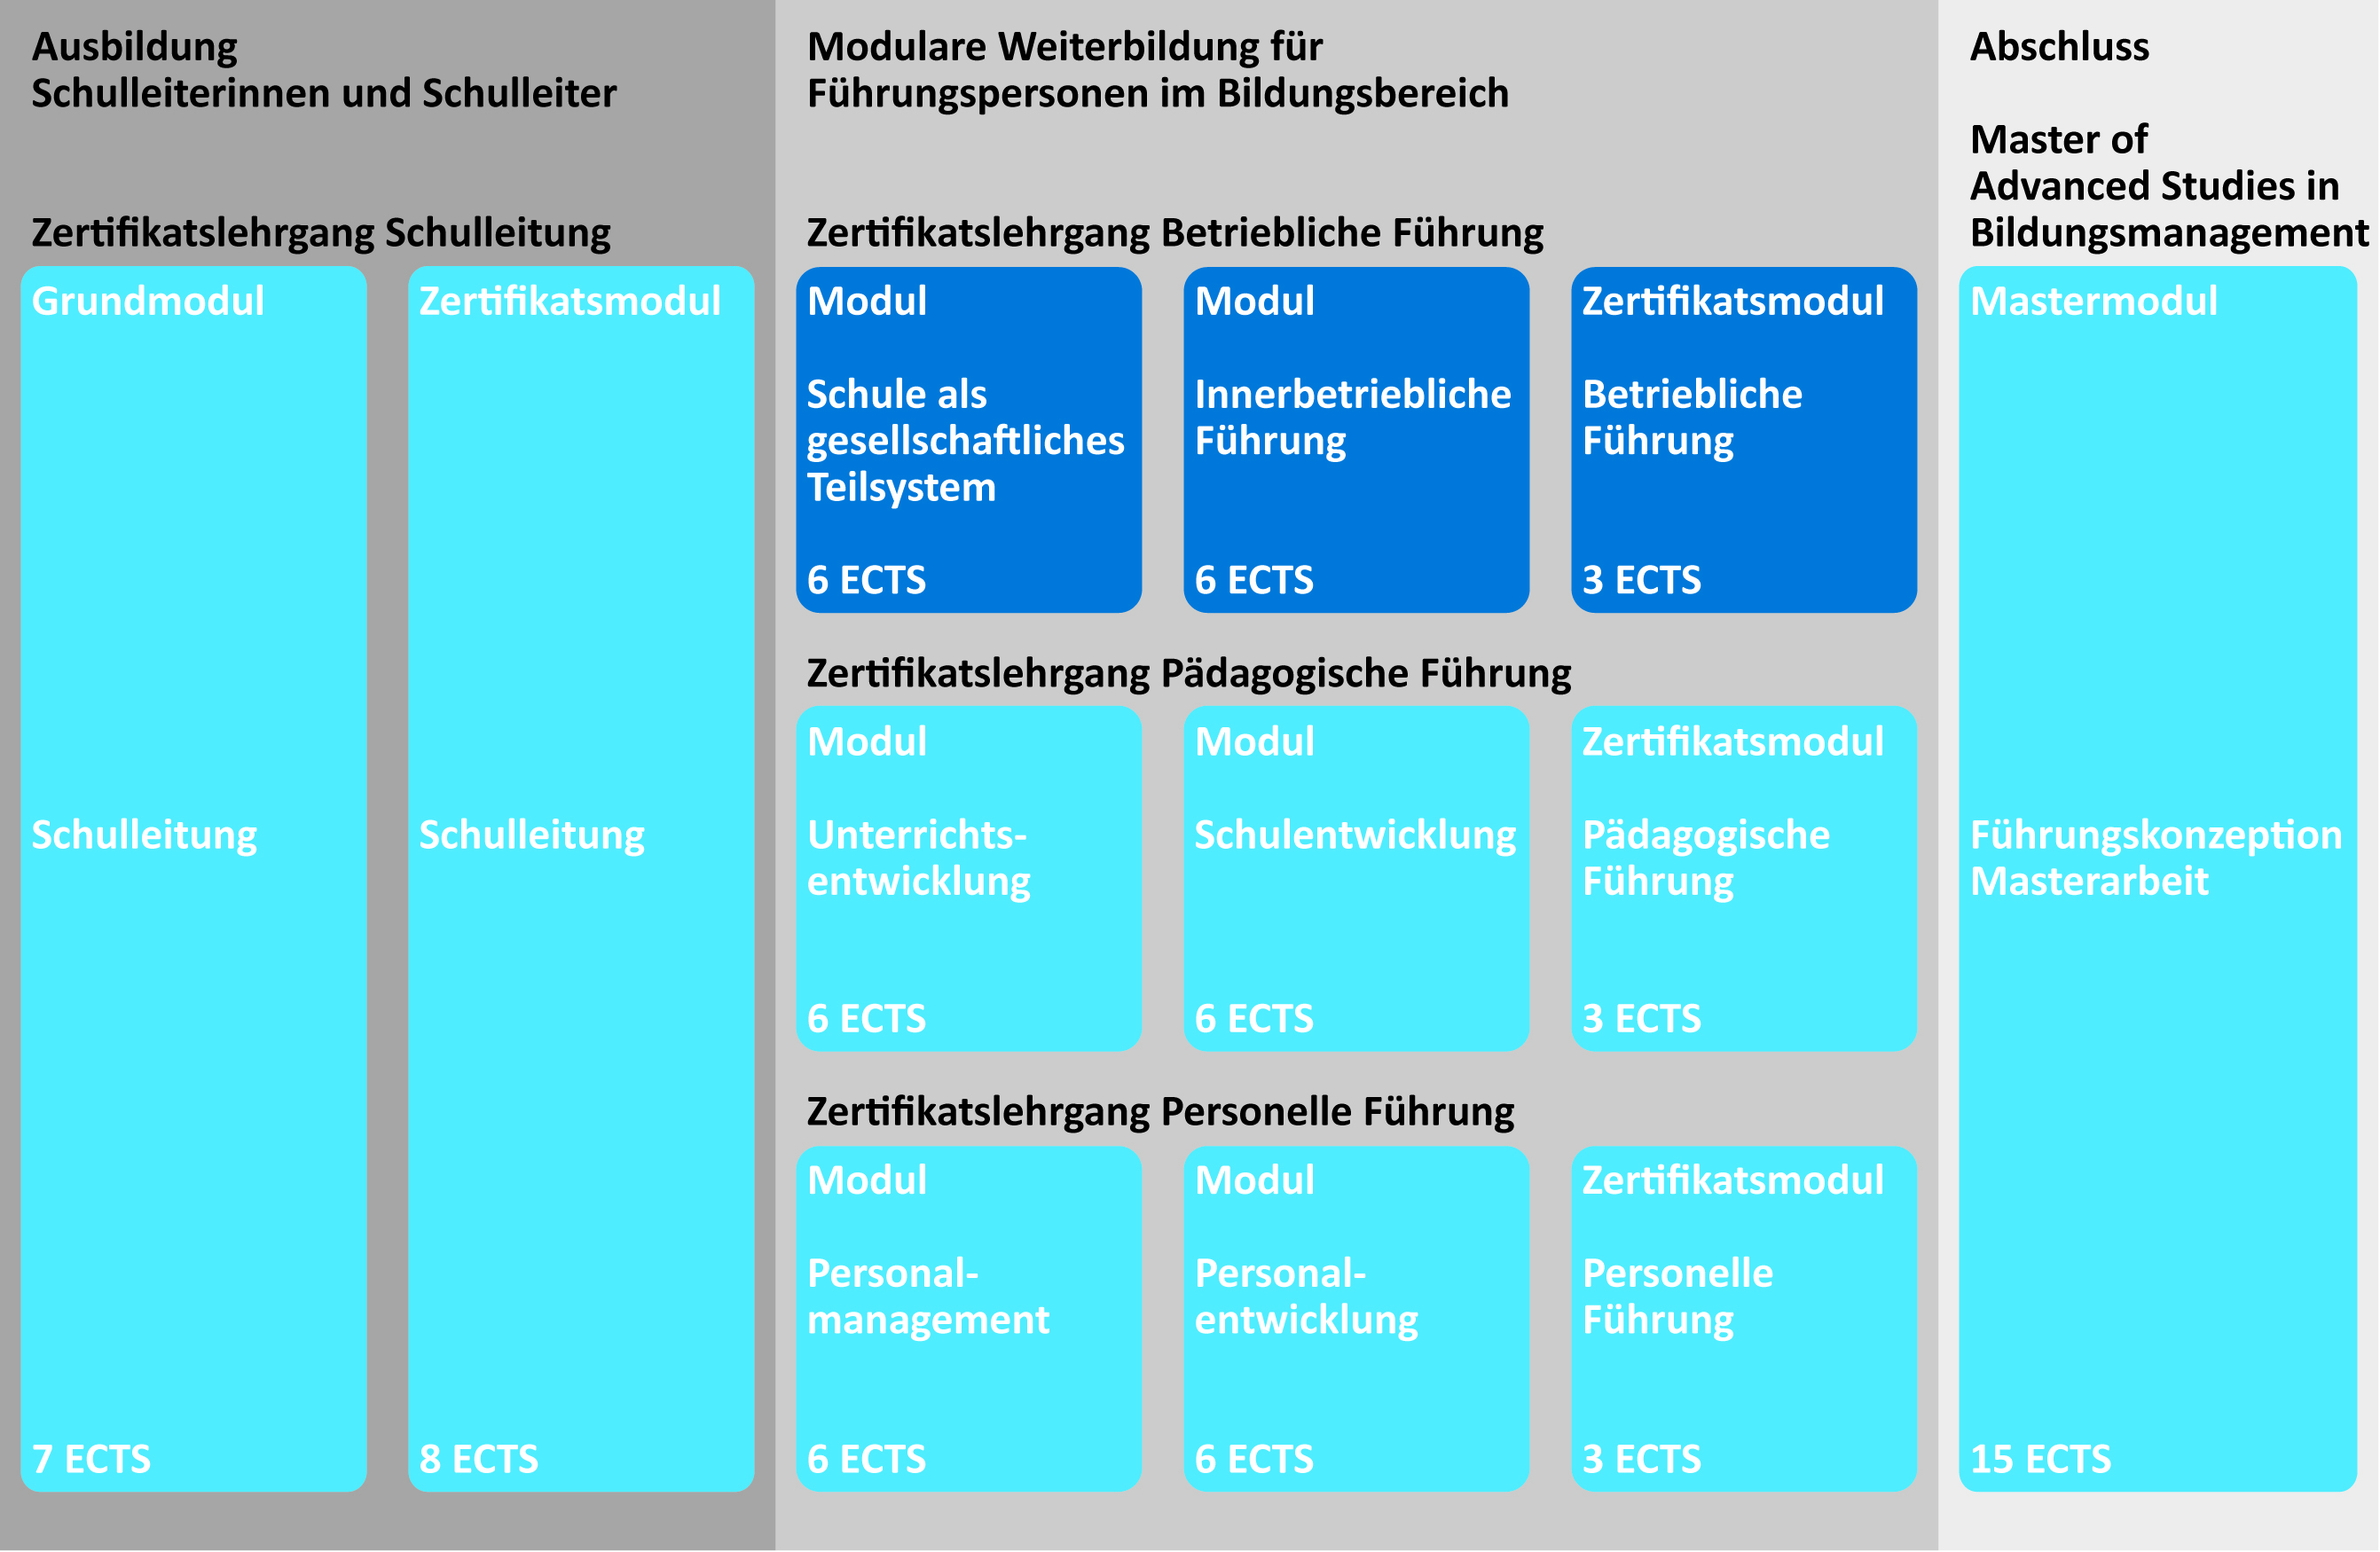 Ausbildung
Schulleiterinnen und Schulleiter
Zertifikatslehrgang Schulleitung
Grundmodul
Schulleitung
7 ECTS
Zertifikatsmodul
Schulleitung
8 ECTS
Modulare Weiterbildung für
Führungspersonen im Bildungsbereich
Zertifikatslehrgang Betriebliche Führung
Modul
Schule als
gesellschaftliches
Teilsystem
6 ECTS
Modul
Innerbetriebliche
Führung
6 ECTS
Zertifikatsmodul
Betriebliche
Führung
3 ECTS
Zertifikatslehrgang Pädagogische Führung
Modul
Unterrichts-
entwicklung
6 ECTS
Modul
Schulentwicklung
6 ECTS
Zertifikatsmodul
Pädagogische
Führung
3 ECTS
Zertifikatslehrgang Personelle Führung
Modul
Personal-
management
6 ECTS
Modul
Personal-
entwicklung
6 ECTS
Zertifikatsmodul
Personelle
Führung
3 ECTS
Abschluss
Master of
Advanced Studies in
Bildungsmanagement
Mastermodul
Führungskonzeption
Masterarbeit
15 ECTS